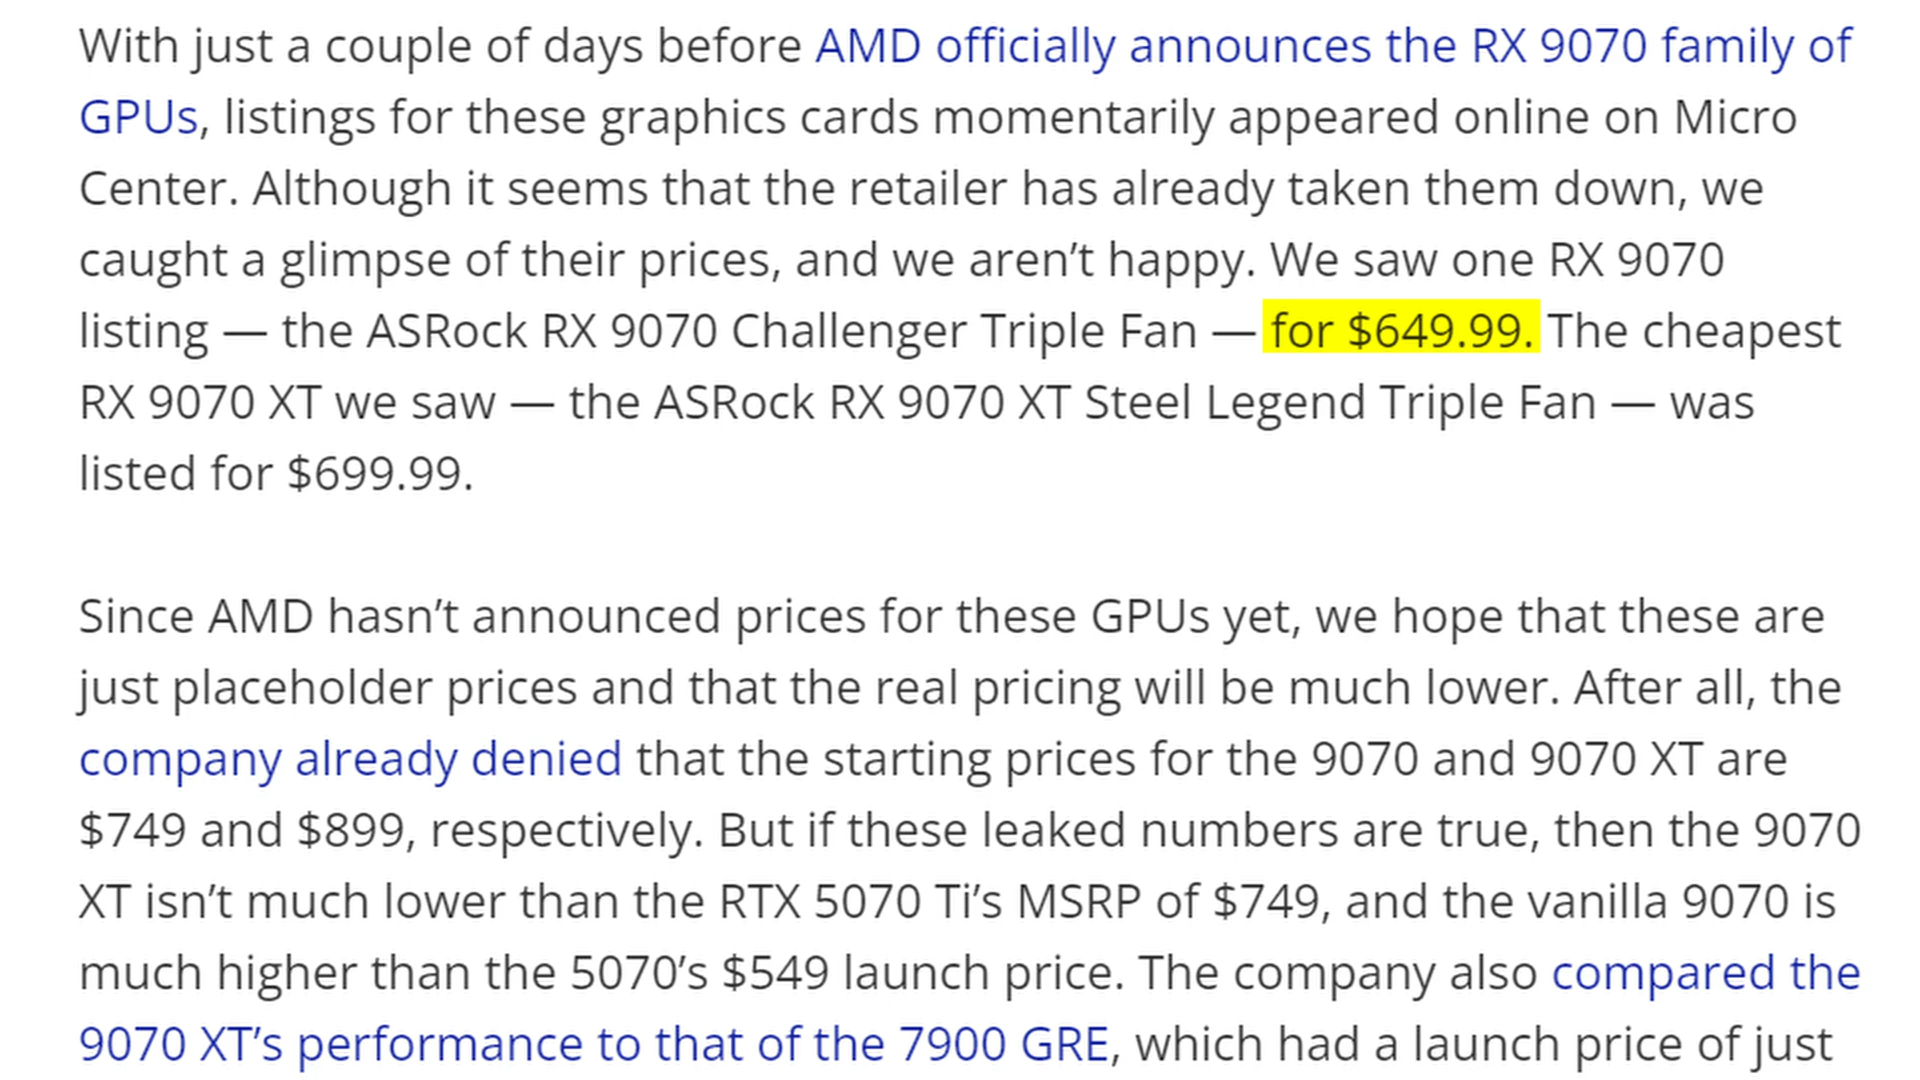 With just a couple of days before AMD officially announces the RX 9070 family of
GPUs, listings for these graphics cards momentarily appeared online on Micro
Center. Although it seems that the retailer has already taken them down, we
caught a glimpse of their prices, and we aren’t happy. We saw one RX 9070
listing — the ASRock RX 9070 Challenger Triple Fan — for $649.99. The cheapest
RX 9070 XT we saw — the ASRock RX 9070 XT Steel Legend Triple Fan — was
listed for $699.99.
Since AMD hasn’t announced prices for these GPUs yet, we hope that these are
just placeholder prices and that the real pricing will be much lower. After all, the
company already denied that the starting prices for the 9070 and 9070 XT are
$749 and $899, respectively. But if these leaked numbers are true, then the 9070
XT isn’t much lower than the RTX 5070 Ti’s MSRP of $749, and the vanilla 9070 is
much higher than the 5070’s $549 launch price. The company also compared the
9070 XT’s performance to that of the 7900 GRE, which had a launch price of just